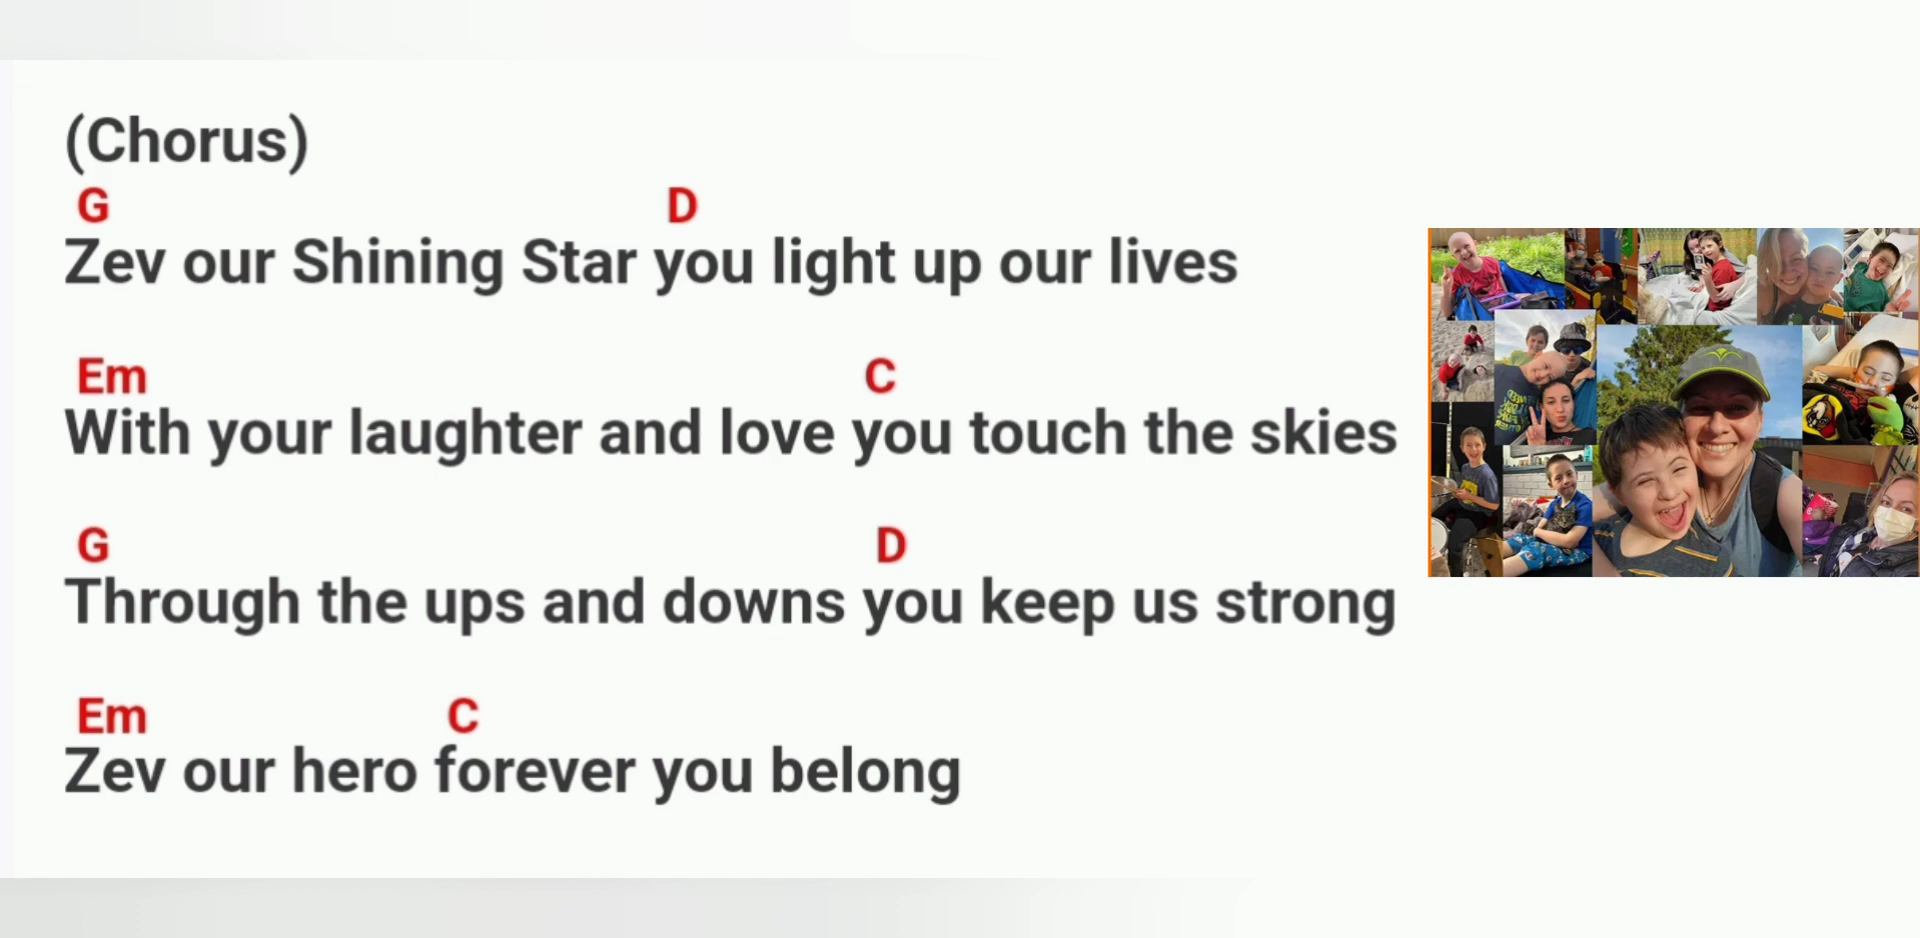 (Chorus)
G D
Zev our Shining Star you light up our lives
Em C
With your laughter and love you touch the skies
G D
Through the ups and downs you keep us strong
Em C
Zev our hero forever you belong